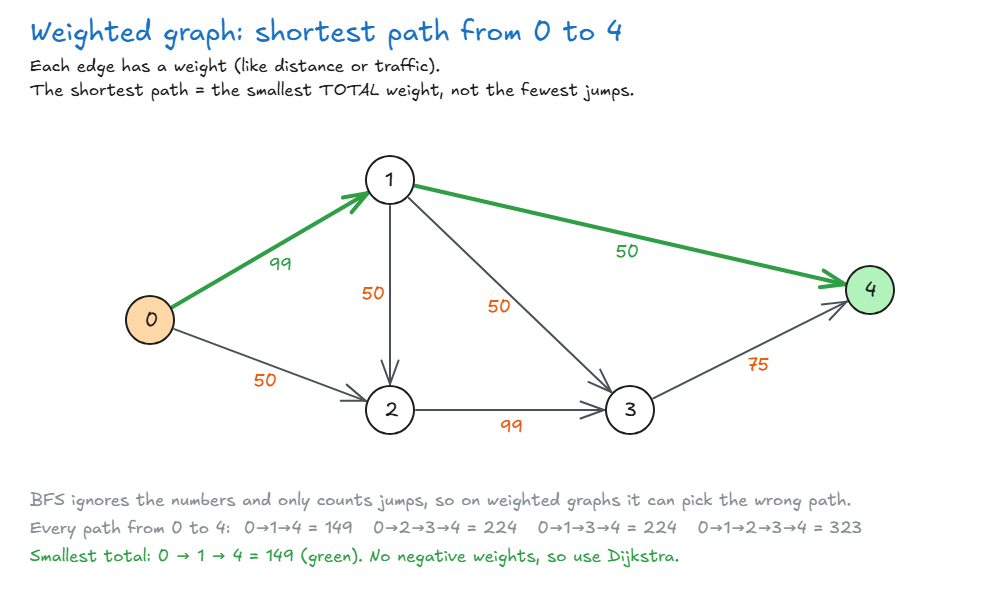 Weighted graph: shortest path from 0 to 4
Each edge has a weight (like distance or traffic).
The shortest path = the smallest TOTAL weight, not the fewest jumps.
1
99
50
50
50
4
0
50
75
2
3
99
BFS ignores the numbers and only counts jumps, so on weighted graphs it can pick the wrong path.
Every path from 0 to 4: 0→1→4 = 149 0→2→3→4 = 224 0→1→3→4 = 224 0→1→2→3→4 = 323
Smallest total: 0 → 1 → 4 = 149 (green). No negative weights, so use Dijkstra.